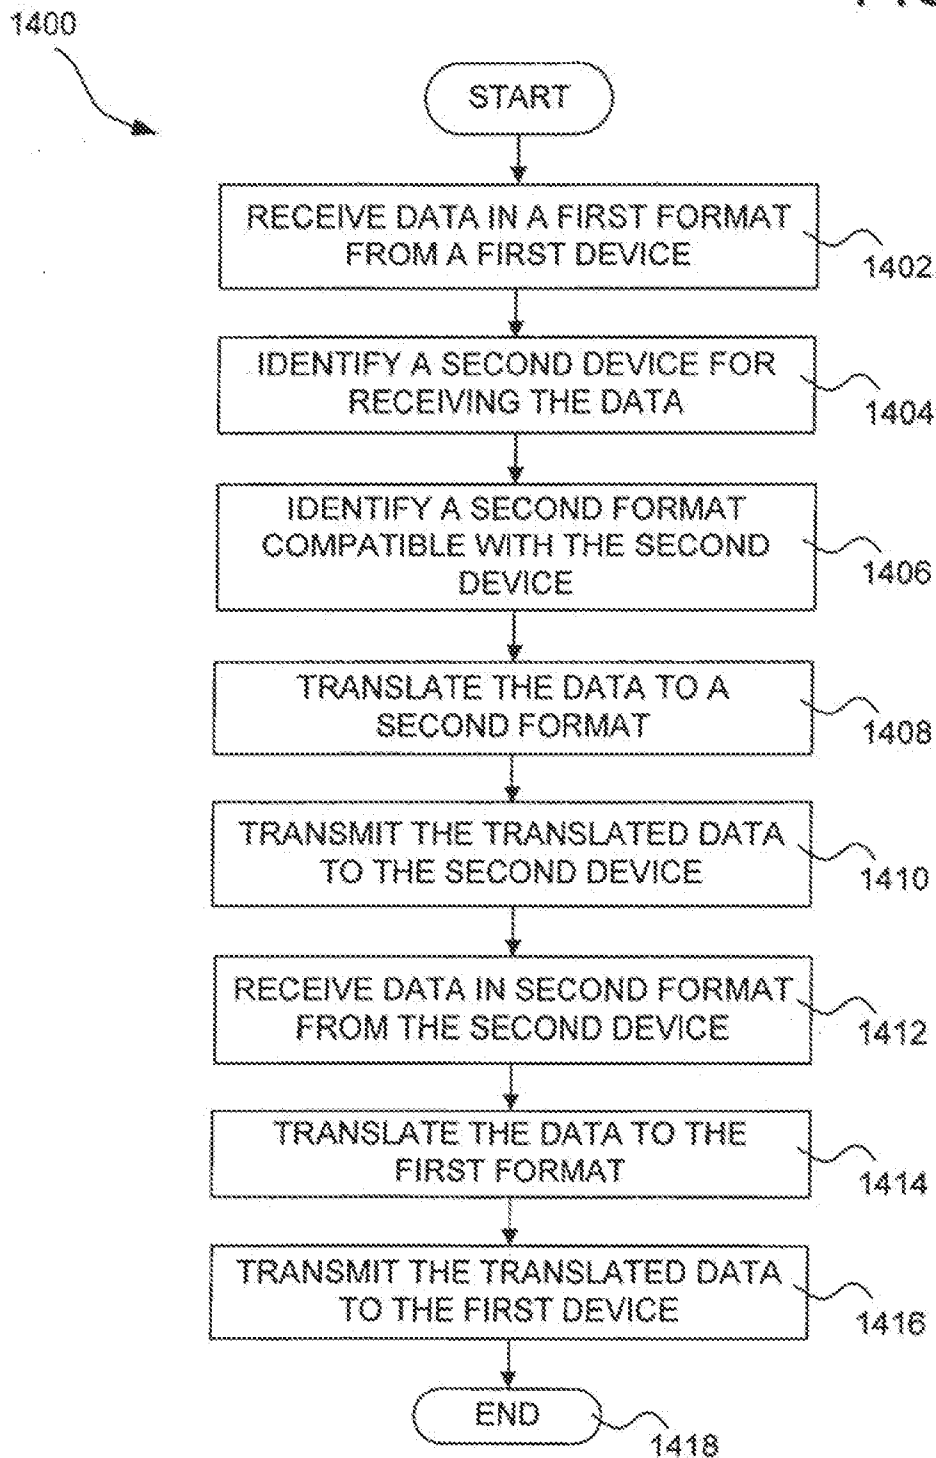 1400
START
RECEIVE DATA IN A FIRST FORMAT
FROM A FIRST DEVICE
1402
IDENTIFY A SECOND DEVICE FOR
RECEIVING THE DATA
1404
IDENTIFY A SECOND FORMAT
COMPATIBLE WITH THE SECOND
DEVICE
1406
TRANSLATE THE DATA TO A
SECOND FORMAT
1408
TRANSMIT THE TRANSLATED DATA
TO THE SECOND DEVICE
1410
RECEIVE DATA IN SECOND FORMAT
FROM THE SECOND DEVICE
1412
TRANSLATE THE DATA TO THE
FIRST FORMAT
1414
TRANSMIT THE TRANSLATED DATA
TO THE FIRST DEVICE
1416
END
1418